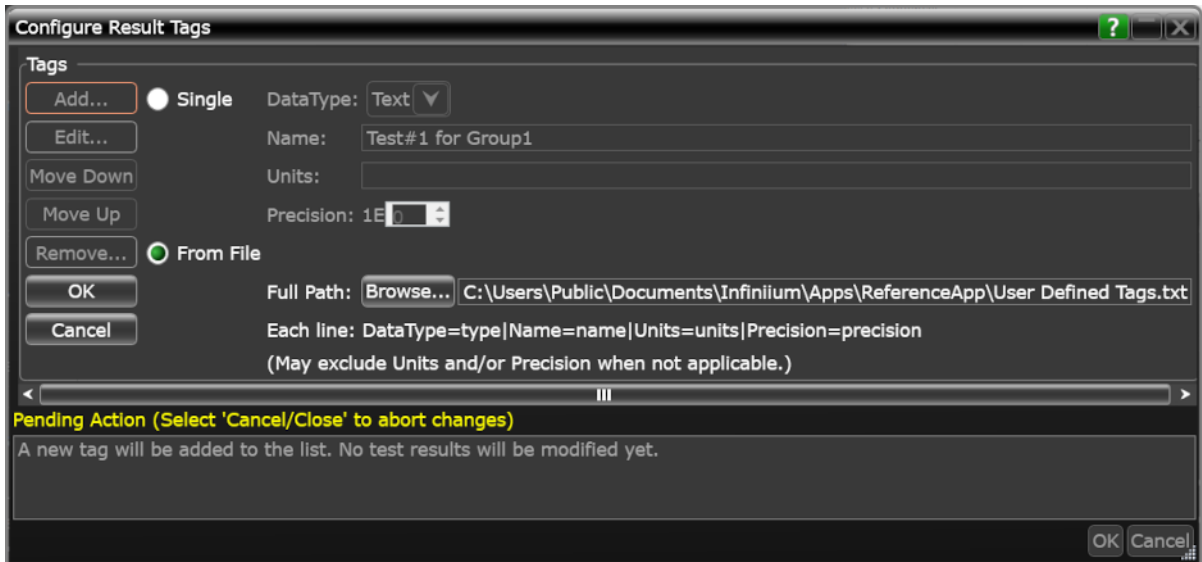 Configure Result Tags
?
X
Tags
Add... Single DataType: Text
Edit... Name: Test#1 for Group1
Move Down Units:
Move Up Precision: 1E 0
Remove... From File
OK Full Path: Browse... C:\Users\Public\Documents\Infiniium\Apps\ReferenceApp\User Defined Tags.txt
Cancel Each line: DataType=type|Name=name|Units=units|Precision=precision
(May exclude Units and/or Precision when not applicable.)
Pending Action (Select 'Cancel/Close' to abort changes)
A new tag will be added to the list. No test results will be modified yet.
OK Cancel